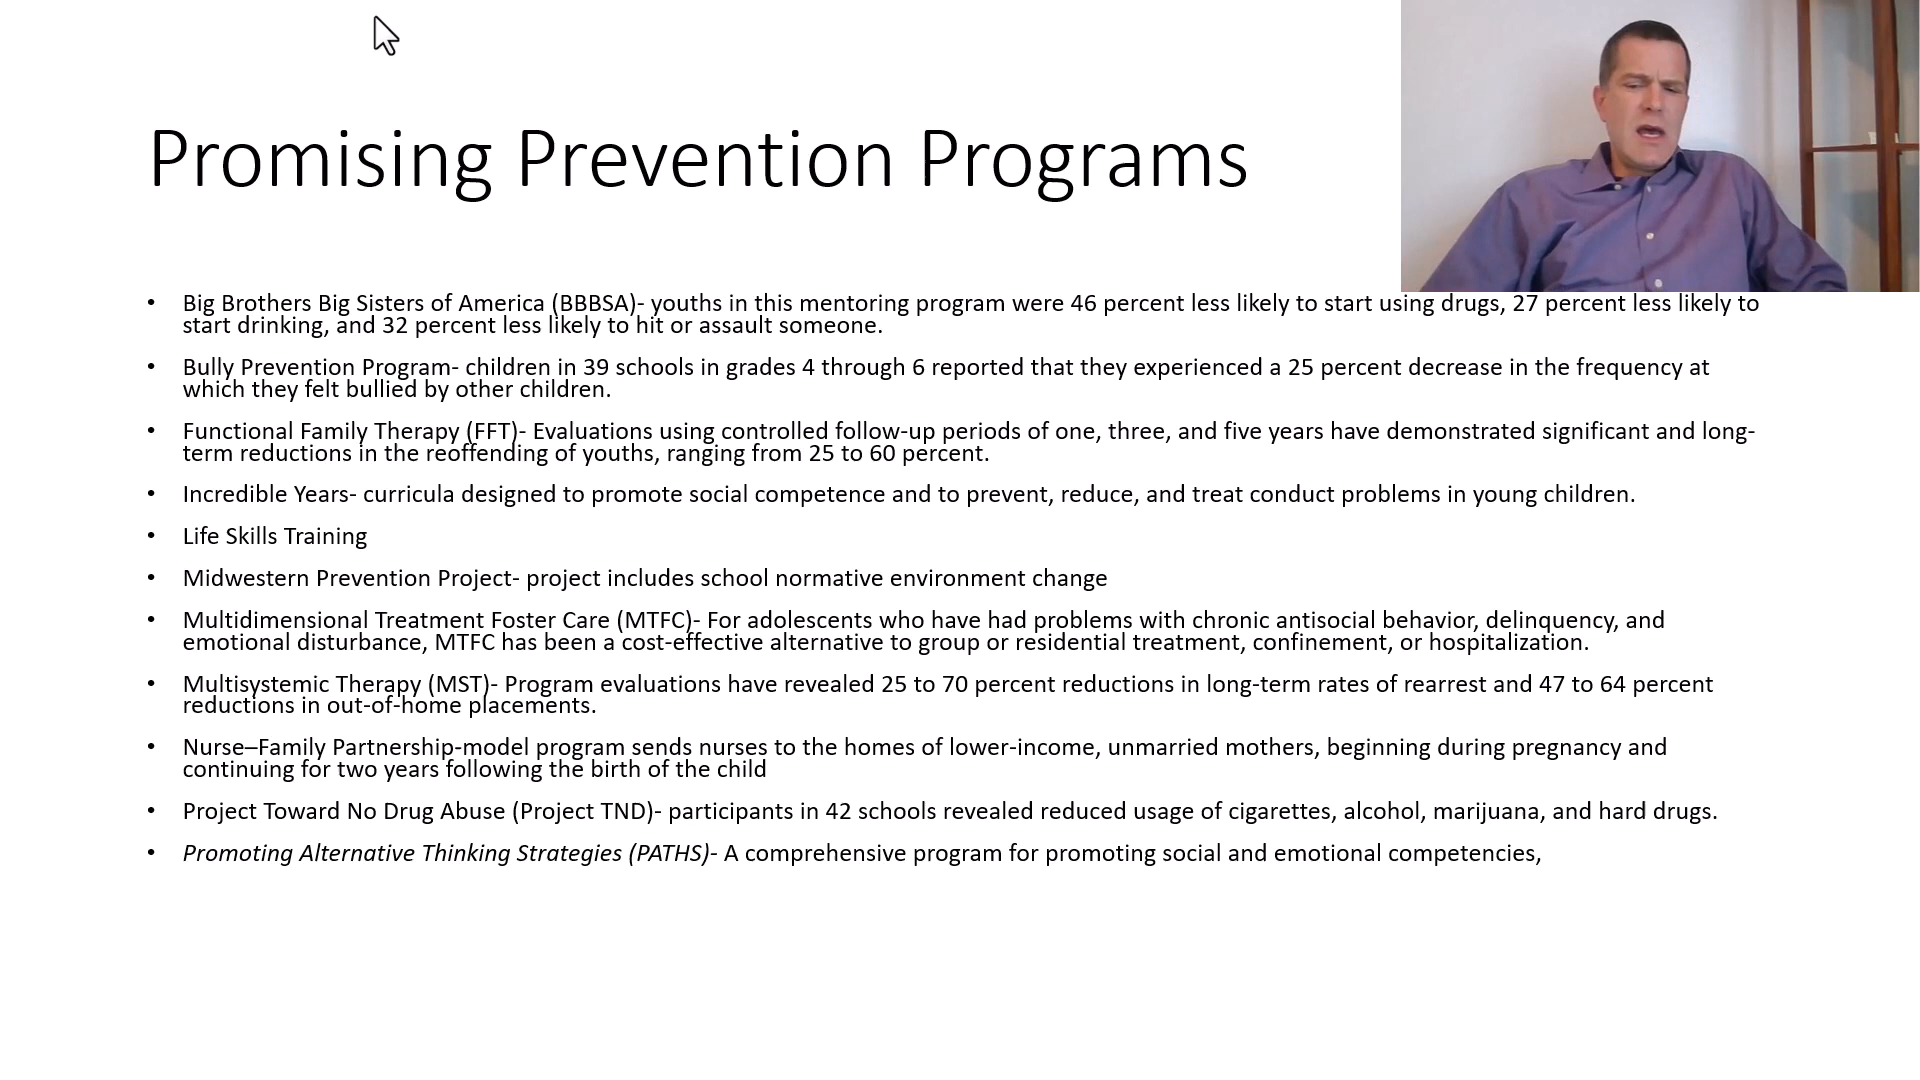 Promising Prevention Programs
• Big Brothers Big Sisters of America (BBBSA)- youths in this mentoring program were 46 percent less likely to start using drugs, 27 percent less likely to
start drinking, and 32 percent less likely to hit or assault someone.
• Bully Prevention Program- children in 39 schools in grades 4 through 6 reported that they experienced a 25 percent decrease in the frequency at
which they felt bullied by other children.
• Functional Family Therapy (FFT)- Evaluations using controlled follow-up periods of one, three, and five years have demonstrated significant and long-
term reductions in the reoffending of youths, ranging from 25 to 60 percent.
• Incredible Years- curricula designed to promote social competence and to prevent, reduce, and treat conduct problems in young children.
• Life Skills Training
• Midwestern Prevention Project- project includes school normative environment change
• Multidimensional Treatment Foster Care (MTFC)- For adolescents who have had problems with chronic antisocial behavior, delinquency, and
emotional disturbance, MTFC has been a cost-effective alternative to group or residential treatment, confinement, or hospitalization.
• Multisystemic Therapy (MST)- Program evaluations have revealed 25 to 70 percent reductions in long-term rates of rearrest and 47 to 64 percent
reductions in out-of-home placements.
• Nurse–Family Partnership-model program sends nurses to the homes of lower-income, unmarried mothers, beginning during pregnancy and
continuing for two years following the birth of the child
• Project Toward No Drug Abuse (Project TND)- participants in 42 schools revealed reduced usage of cigarettes, alcohol, marijuana, and hard drugs.
• Promoting Alternative Thinking Strategies (PATHS)- A comprehensive program for promoting social and emotional competencies,